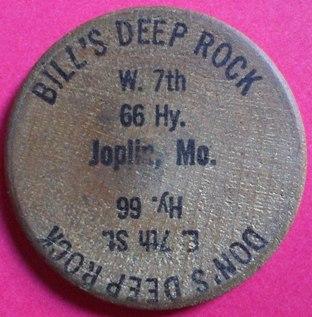 BILL'S DEEP ROCK
W. 7th
66 Hy.
Joplin, Mo.
DON'S DEEP ROCK
E. 7th St.
Hy. 66